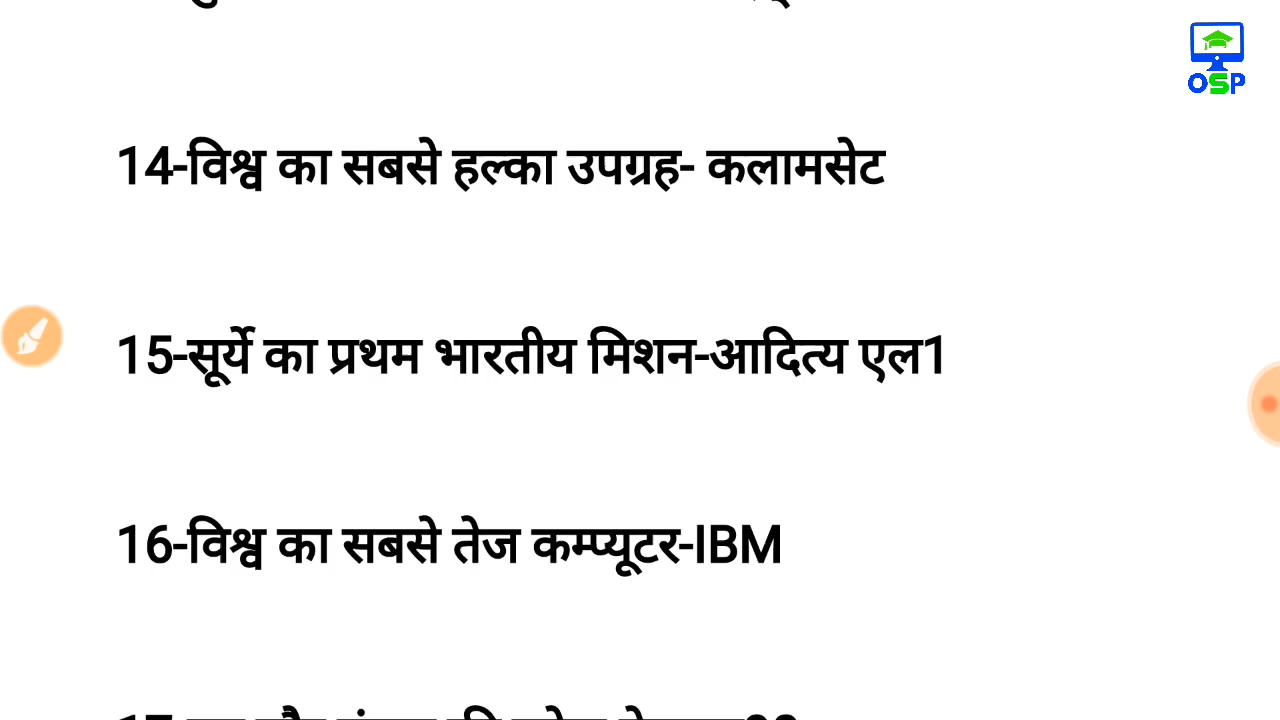 OSP
14-विश्व का सबसे हल्का उपग्रह- कलामसेट
15-सूर्ये का प्रथम भारतीय मिशन-आदित्य एल1
16-विश्व का सबसे तेज कम्प्यूटर-IBM